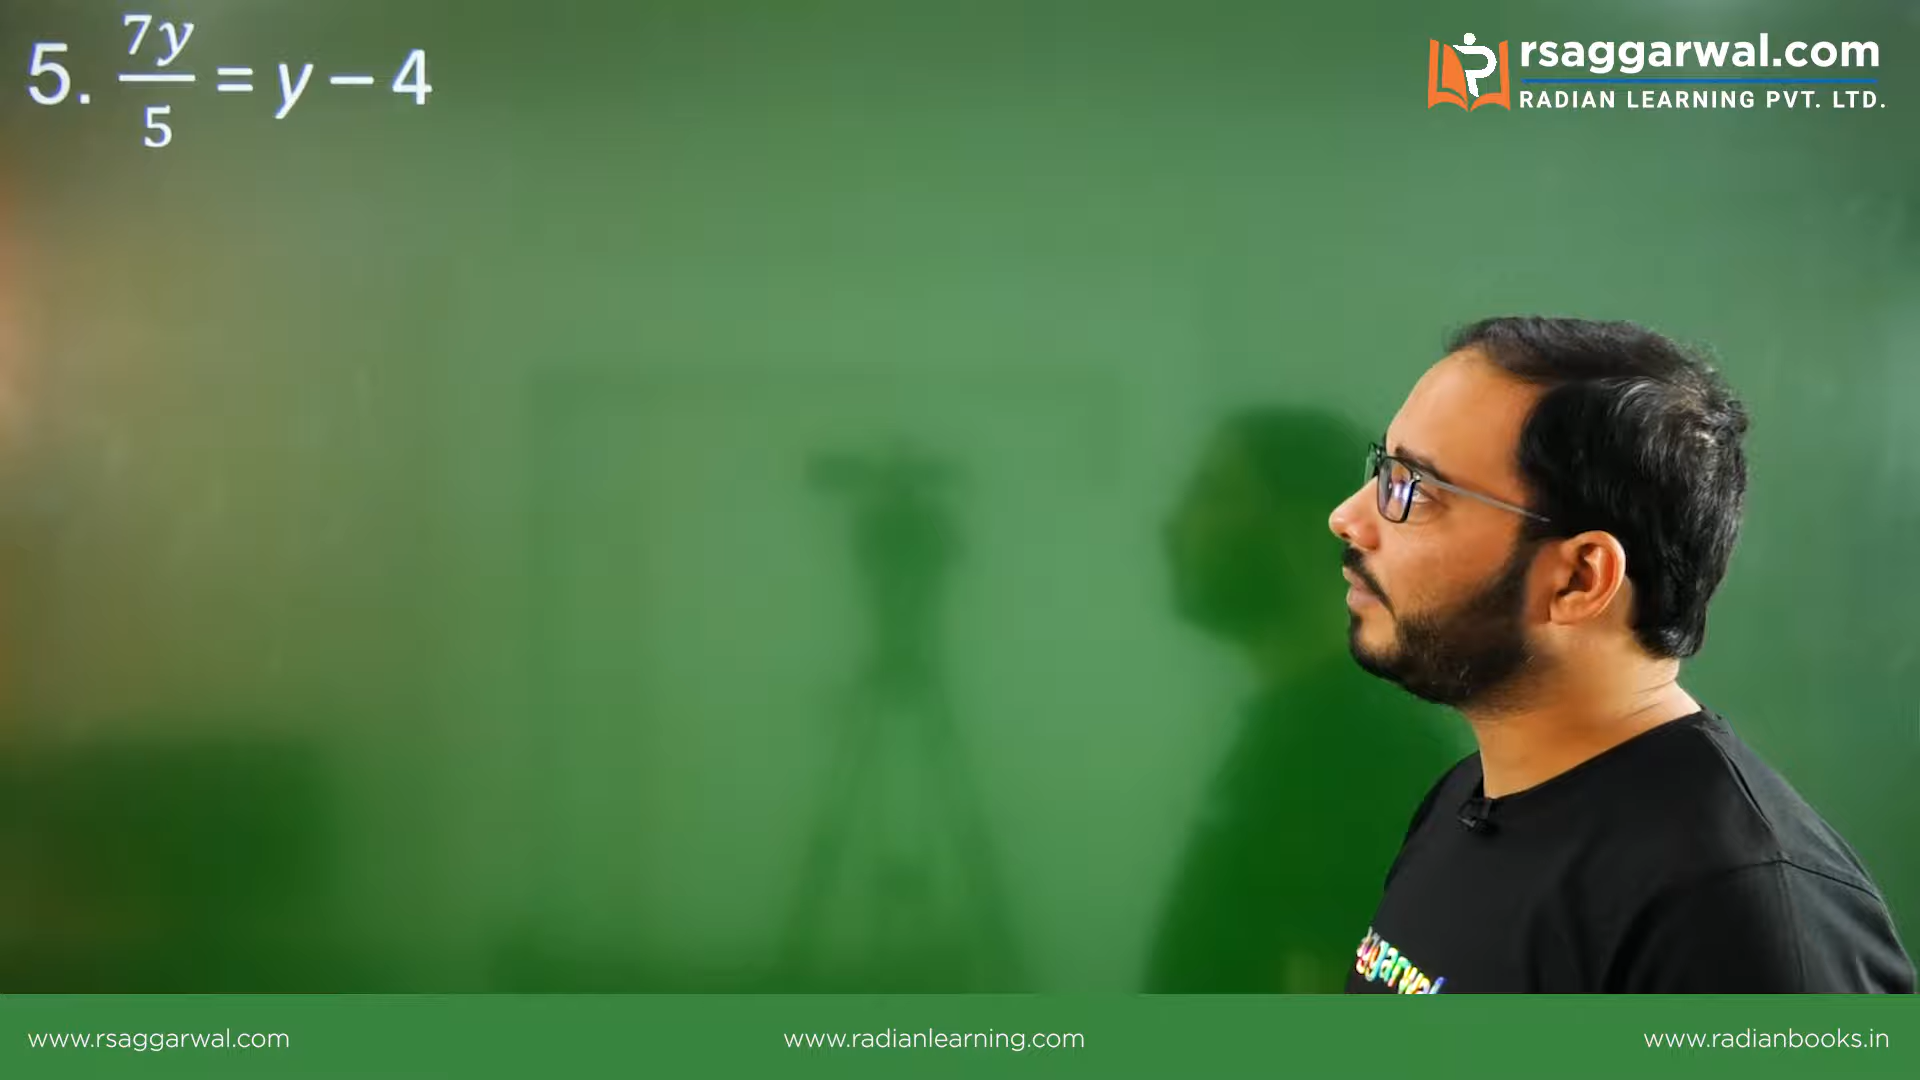 5. 7y/5 = y – 4
rsaggarwal.com
RADIAN LEARNING PVT. LTD.
aggarwal
www.rsaggarwal.com
www.radianlearning.com
www.radianbooks.in